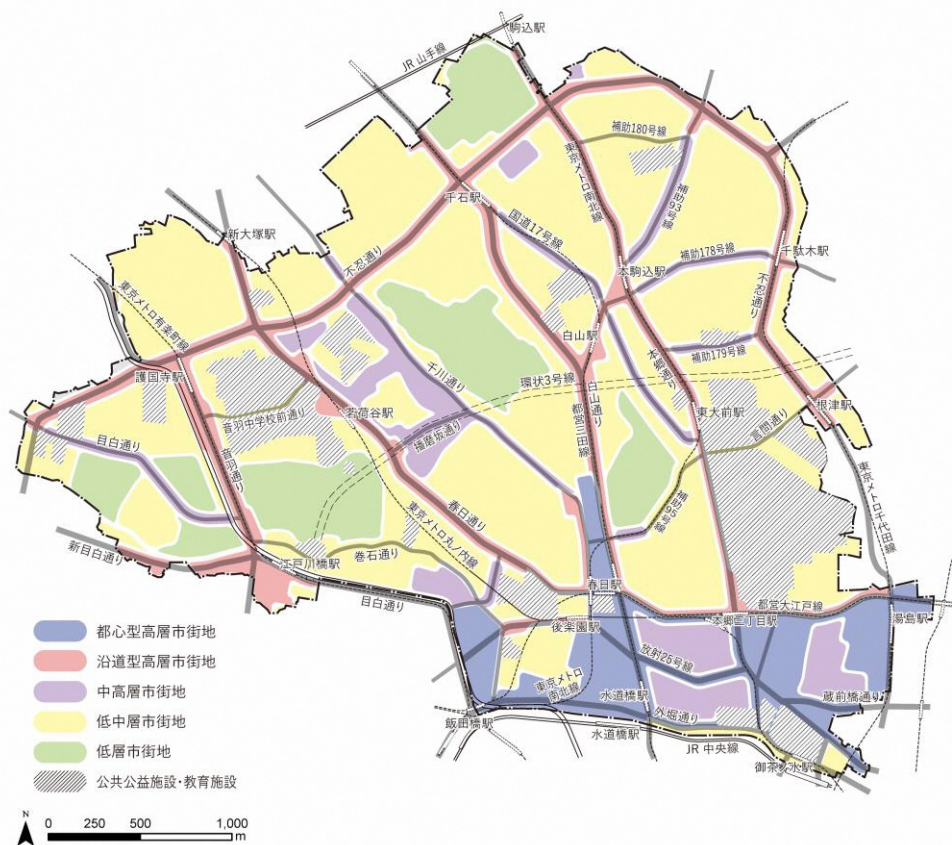 駒込駅
JR 山手線
補助180号線
東京メトロ南北線
補助93号線
千石駅
国道17号線
新大塚駅
不忍通り
本駒込駅
補助178号線
千駄木駅
不忍通り
東京メトロ有楽町線
白山駅
補助179号線
護国寺駅
千川通り
環状3号線
白山通り
本郷通り
都営三田線
音羽中学校前通り
茗荷谷駅
播磨坂通り
東大前駅
言問通り
根津駅
目白通り
音羽通り
春日通り
補助95号線
東京メトロ千代田線
東京メトロ丸ノ内線
新目白通り
江戸川橋駅
巻石通り
目白通り
春日駅
都営大江戸線
本郷三丁目駅
湯島駅
後楽園駅
放射25号線
東京メトロ
南北線
水道橋駅
蔵前橋通り
飯田橋駅
外堀通り
水道橋駅
JR 中央線
御茶ノ水駅
都心型高層市街地
沿道型高層市街地
中高層市街地
低中層市街地
低層市街地
公共公益施設・教育施設
N
0 250 500 1,000
m